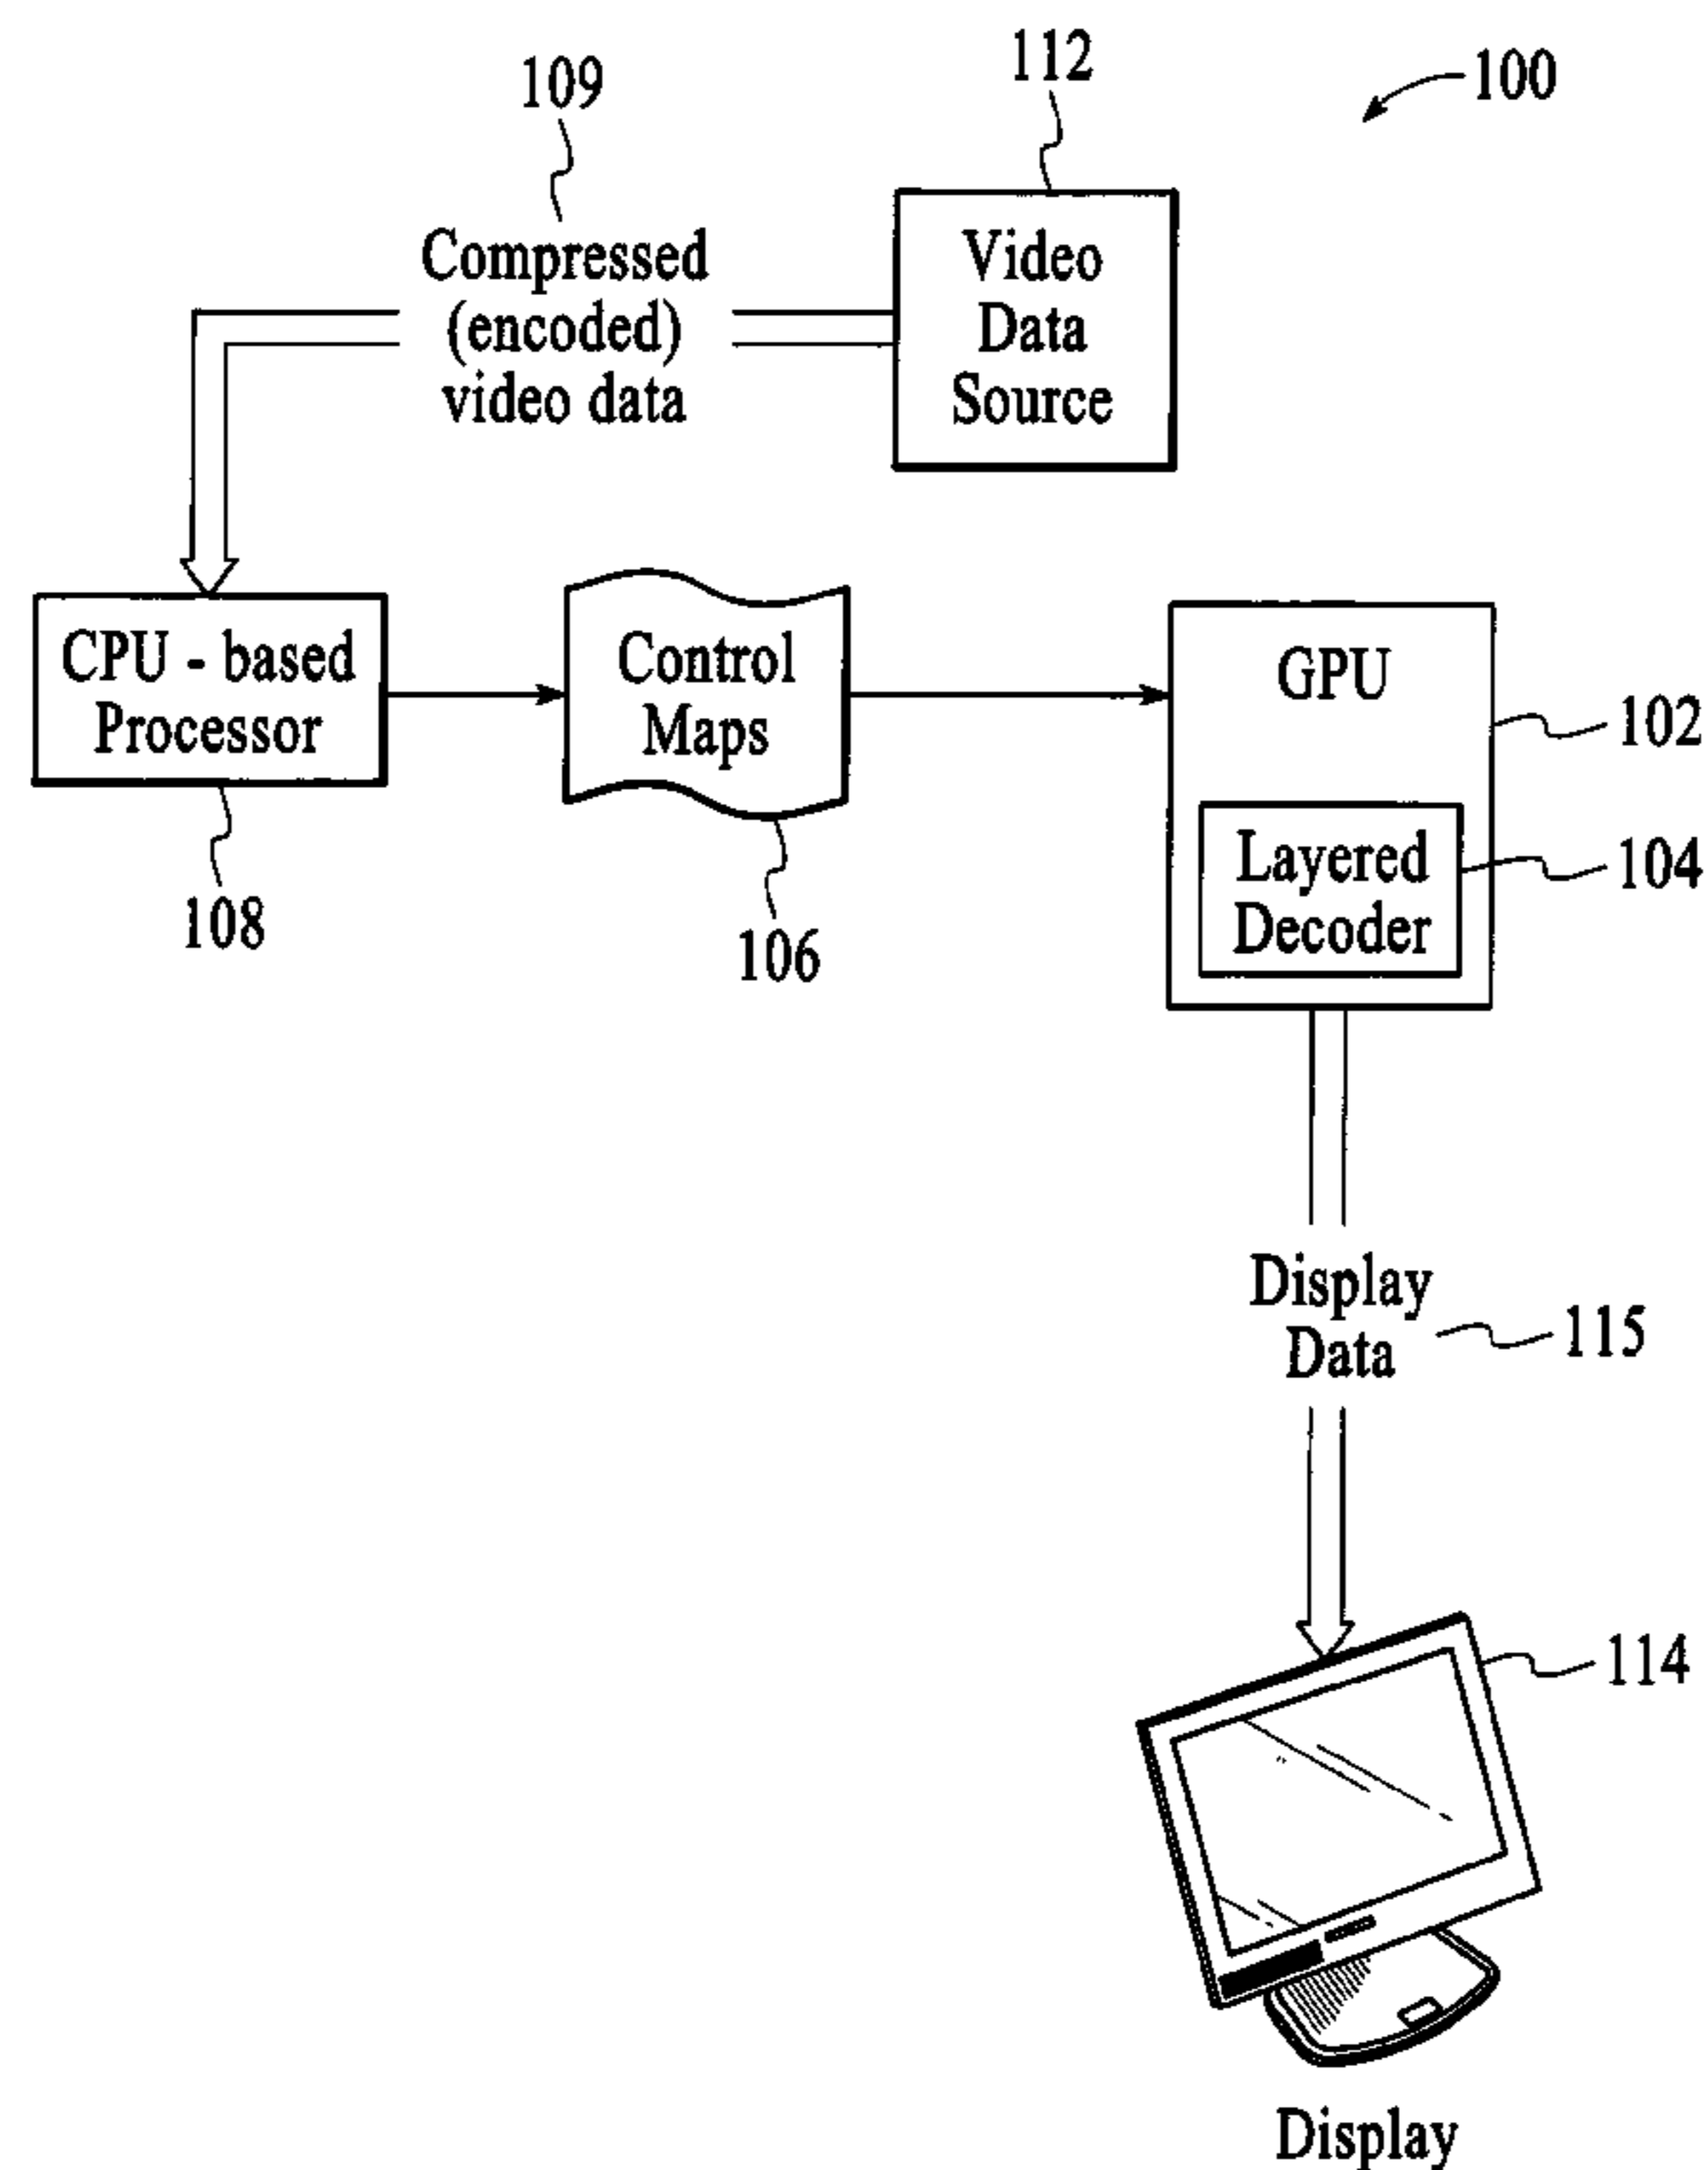 109
112
100
Compressed
(encoded)
video data
Video
Data
Source
CPU - based
Processor
Control
Maps
GPU
102
Layered
Decoder
104
108
106
Display
Data
115
114
Display